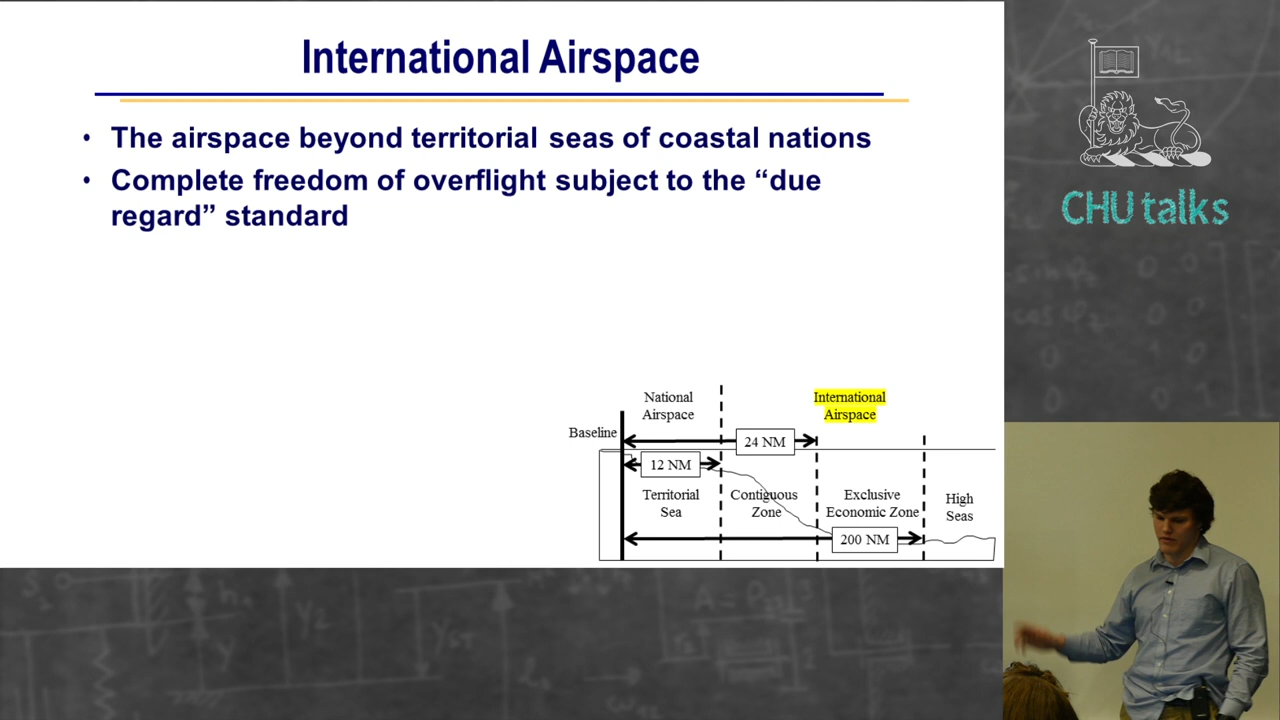 International Airspace
• The airspace beyond territorial seas of coastal nations
• Complete freedom of overflight subject to the “due
regard” standard
National
Airspace
International
Airspace
Baseline
24 NM
12 NM
Territorial
Sea
Contiguous
Zone
Exclusive
Economic Zone
High
Seas
200 NM
CHU talks